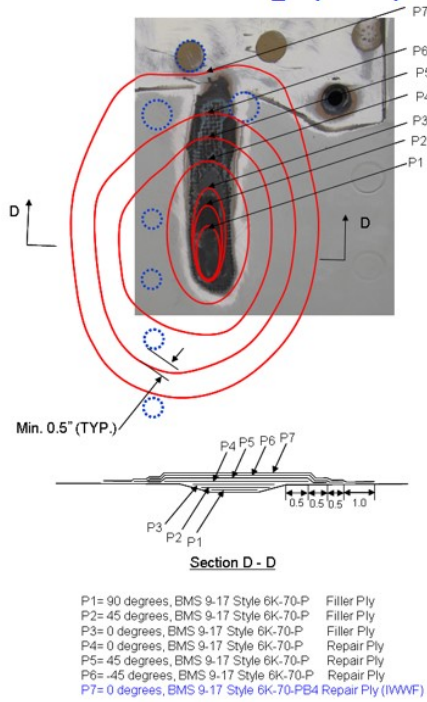 P7
P6
P5
P4
P3
P2
P1
D
D
Min. 0.5" (TYP.)
P4 P5 P6 P7
P3 P2 P1
0.5 0.5 0.5 1.0
Section D - D
P1= 90 degrees, BMS 9-17 Style 6K-70-P Filler Ply
P2= 45 degrees, BMS 9-17 Style 6K-70-P Filler Ply
P3= 0 degrees, BMS 9-17 Style 6K-70-P Filler Ply
P4= 0 degrees, BMS 9-17 Style 6K-70-P Repair Ply
P5= 45 degrees, BMS 9-17 Style 6K-70-P Repair Ply
P6= -45 degrees, BMS 9-17 Style 6K-70-P Repair Ply
P7= 0 degrees, BMS 9-17 Style 6K-70-PB4 Repair Ply (IWWF)